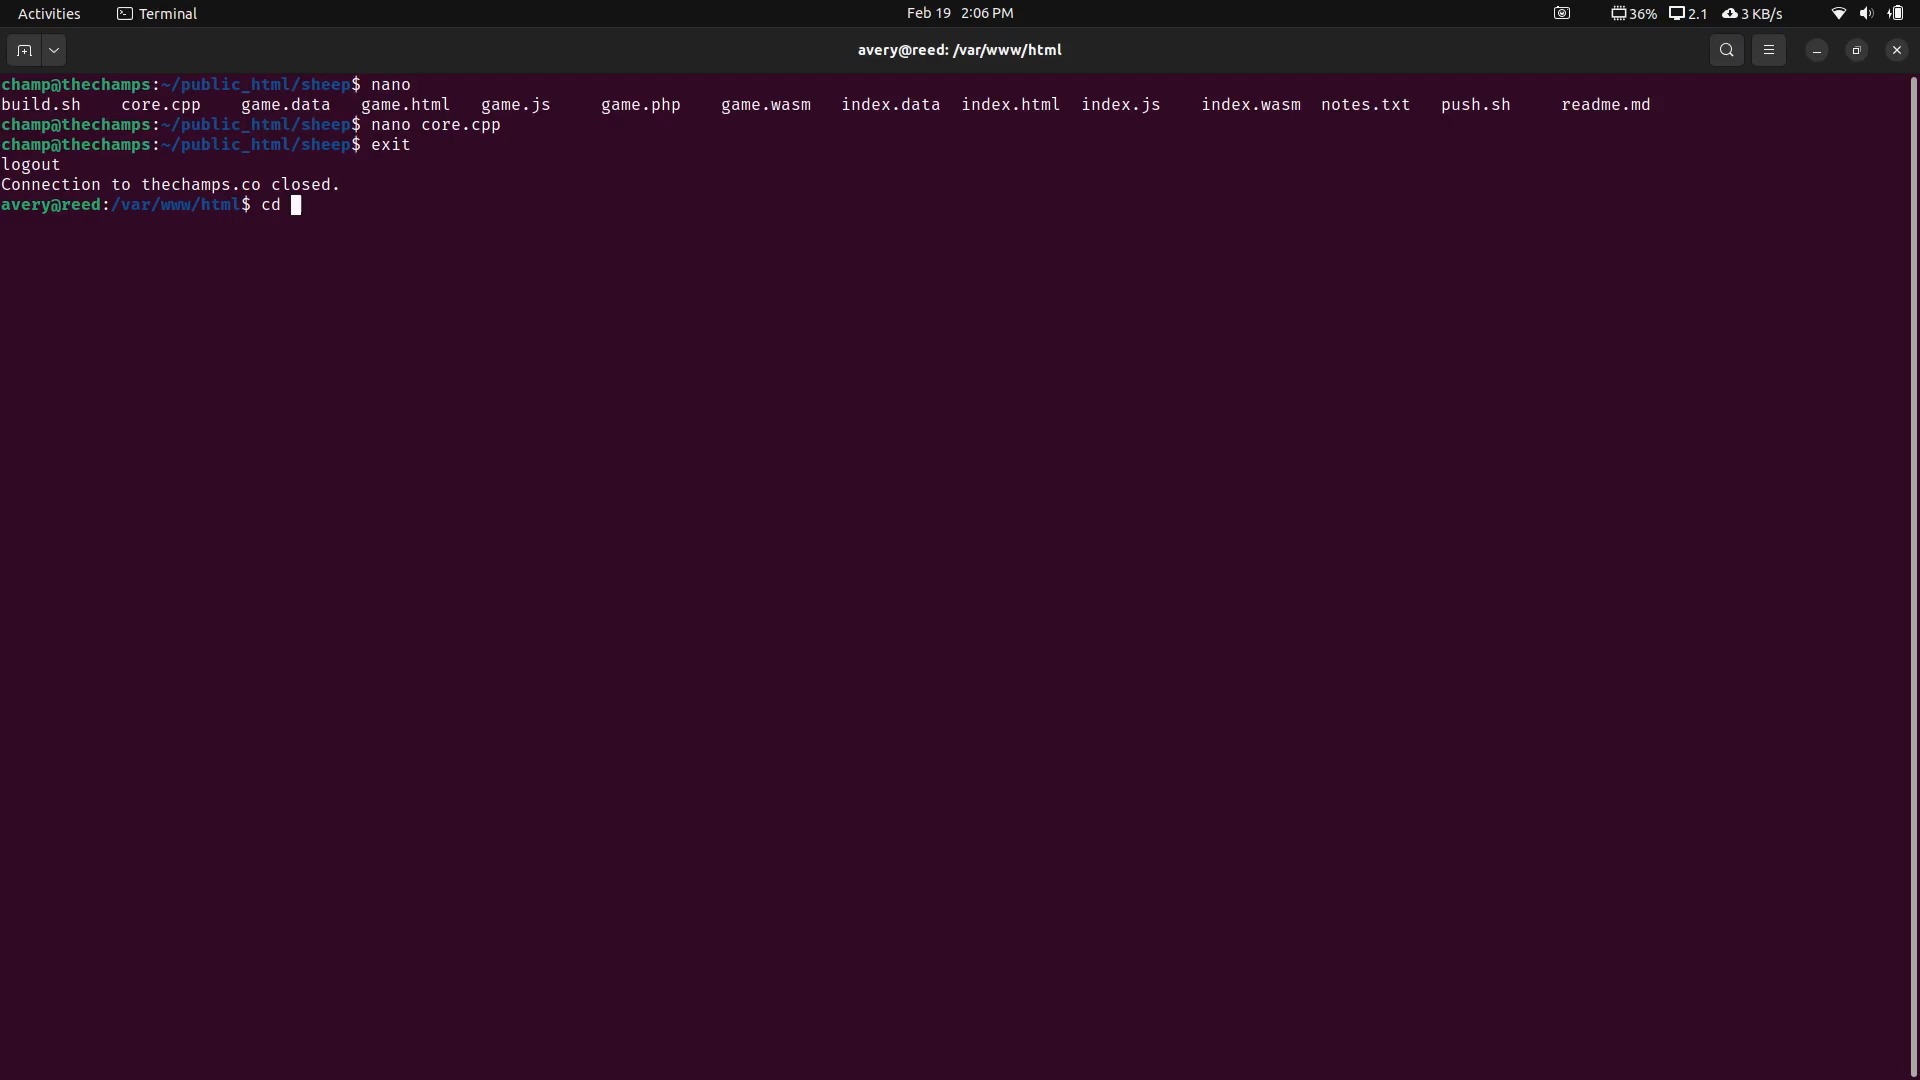 Activities Terminal Feb 19 2:06 PM 36% 2.1 3 KB/s
avery@reed: /var/www/html
champ@thechamps:~/public_html/sheep$ nano
build.sh core.cpp game.data game.html game.js game.php game.wasm index.data index.html index.js index.wasm notes.txt push.sh readme.md
champ@thechamps:~/public_html/sheep$ nano core.cpp
champ@thechamps:~/public_html/sheep$ exit
logout
Connection to thechamps.co closed.
avery@reed:/var/www/html$ cd